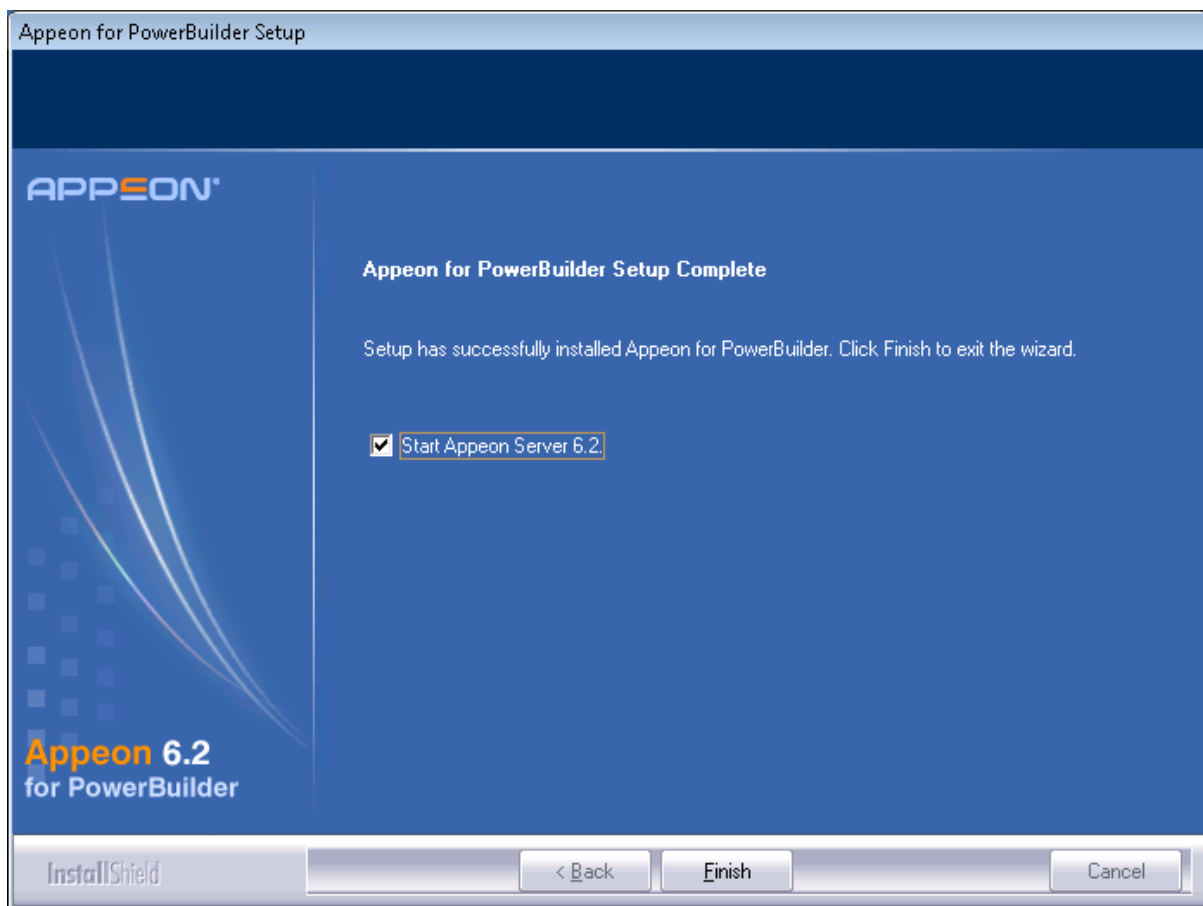 Appeon for PowerBuilder Setup
APPEON
Appeon for PowerBuilder Setup Complete
Setup has successfully installed Appeon for PowerBuilder. Click Finish to exit the wizard.
Start Appeon Server 6.2.
Appeon 6.2
for PowerBuilder
InstallShield
< Back
Finish
Cancel